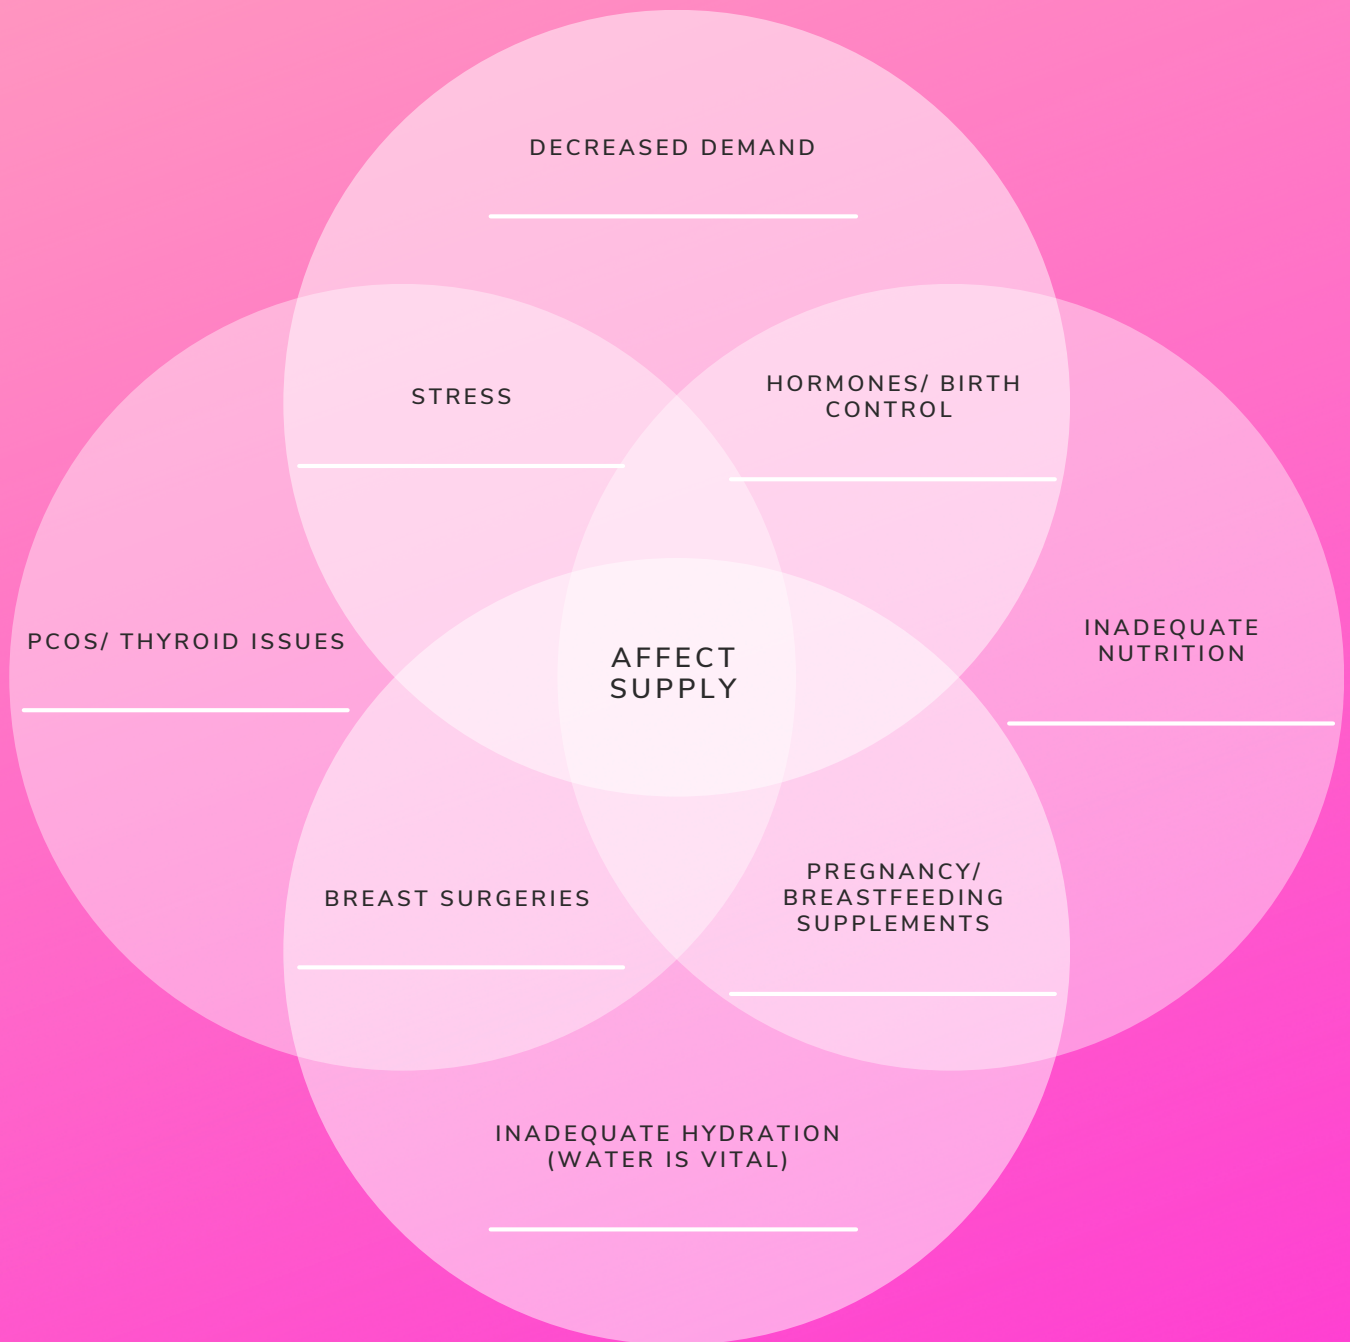 DECREASED DEMAND
STRESS
HORMONES/ BIRTH
CONTROL
PCOS/ THYROID ISSUES
AFFECT
SUPPLY
INADEQUATE
NUTRITION
BREAST SURGERIES
PREGNANCY/
BREASTFEEDING
SUPPLEMENTS
INADEQUATE HYDRATION
(WATER IS VITAL)